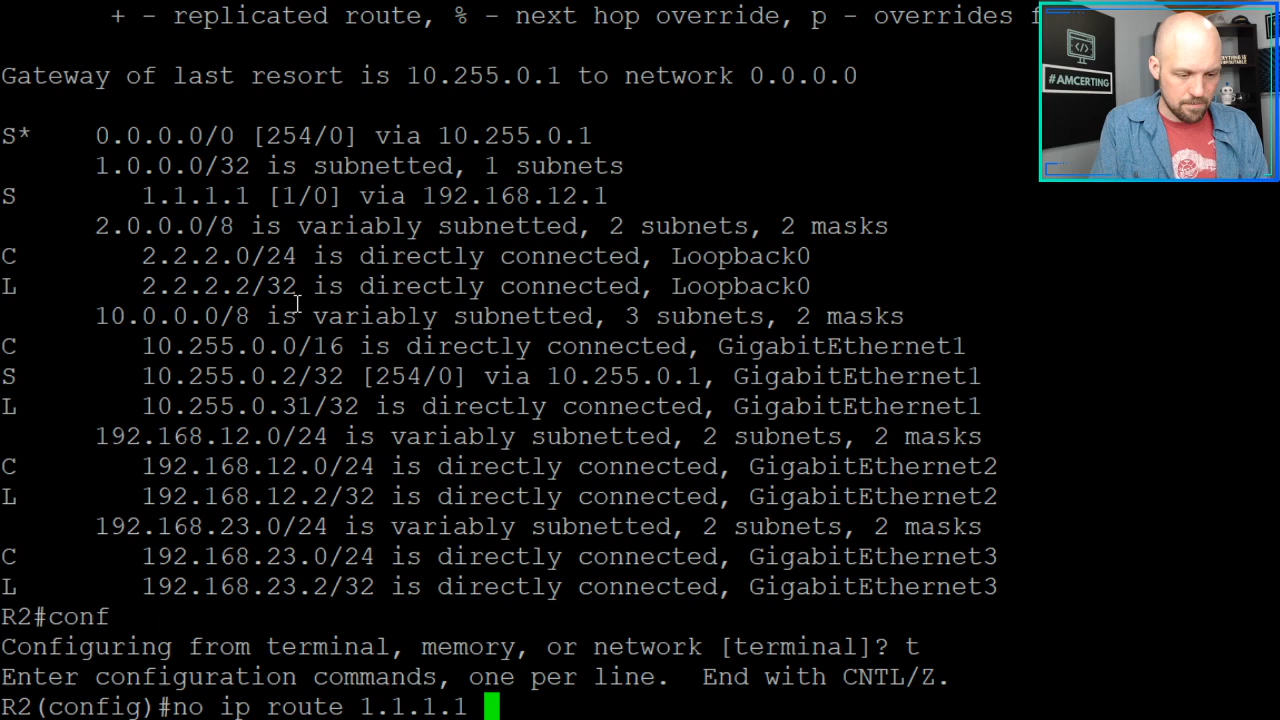 + - replicated route, % - next hop override, p - overrides f
Gateway of last resort is 10.255.0.1 to network 0.0.0.0
S* 0.0.0.0/0 [254/0] via 10.255.0.1
1.0.0.0/32 is subnetted, 1 subnets
S 1.1.1.1 [1/0] via 192.168.12.1
2.0.0.0/8 is variably subnetted, 2 subnets, 2 masks
C 2.2.2.0/24 is directly connected, Loopback0
L 2.2.2.2/32 is directly connected, Loopback0
10.0.0.0/8 is variably subnetted, 3 subnets, 2 masks
C 10.255.0.0/16 is directly connected, GigabitEthernet1
S 10.255.0.2/32 [254/0] via 10.255.0.1, GigabitEthernet1
L 10.255.0.31/32 is directly connected, GigabitEthernet1
192.168.12.0/24 is variably subnetted, 2 subnets, 2 masks
C 192.168.12.0/24 is directly connected, GigabitEthernet2
L 192.168.12.2/32 is directly connected, GigabitEthernet2
192.168.23.0/24 is variably subnetted, 2 subnets, 2 masks
C 192.168.23.0/24 is directly connected, GigabitEthernet3
L 192.168.23.2/32 is directly connected, GigabitEthernet3
R2#conf
Configuring from terminal, memory, or network [terminal]? t
Enter configuration commands, one per line. End with CNTL/Z.
R2(config)#no ip route 1.1.1.1
</>
#AMCERTING